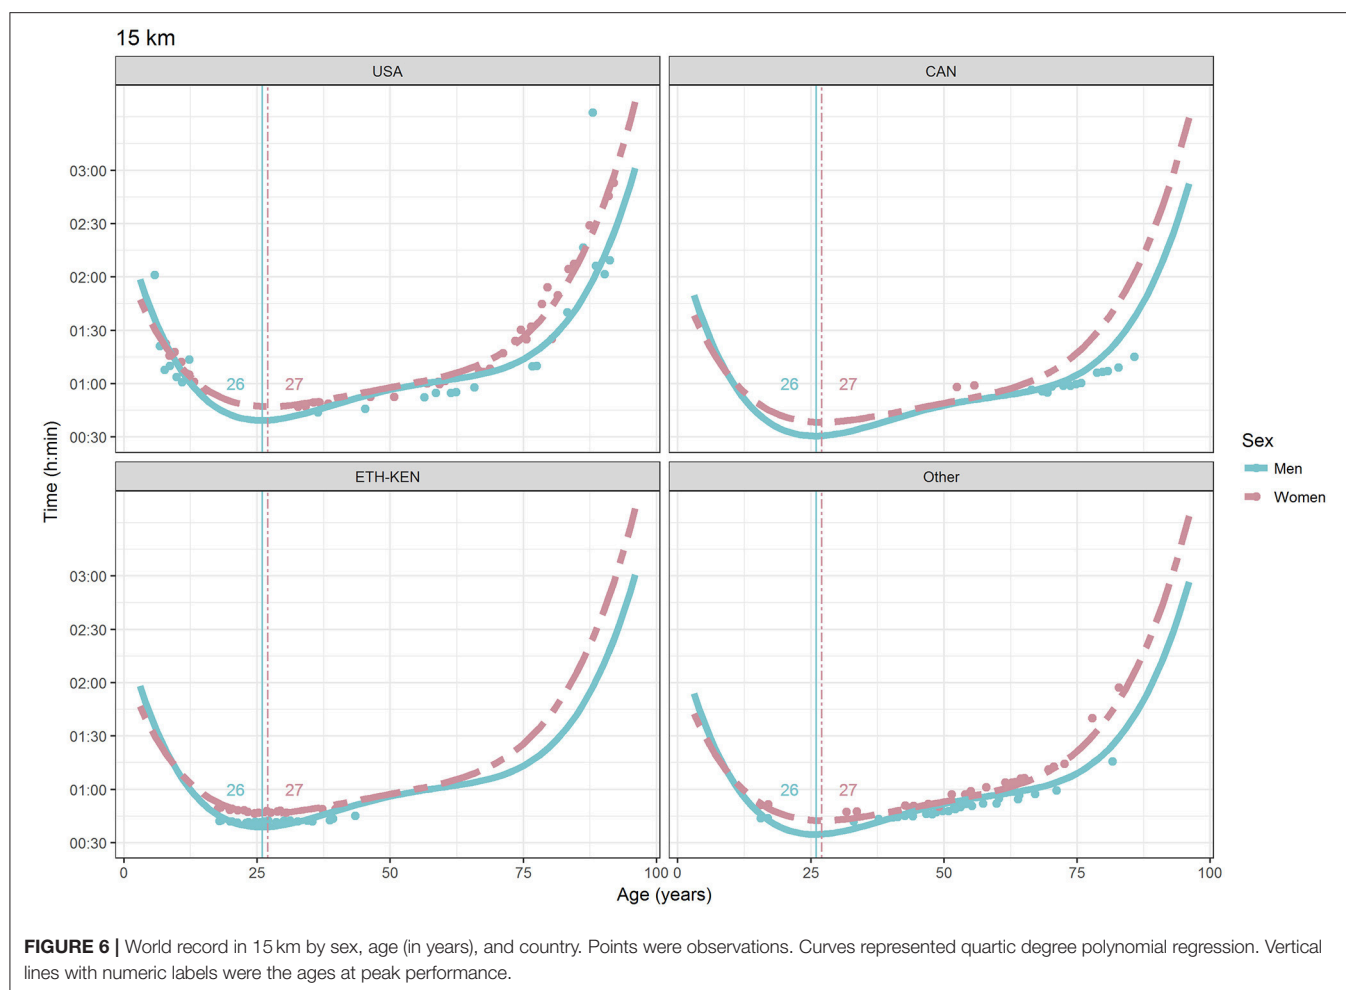 15 km
USA
CAN
03:00
02:30
02:00
01:30
01:00
00:30
26
27
26
27
ETH-KEN
Other
03:00
02:30
02:00
01:30
01:00
00:30
26
27
26
27
0
25
50
75
100
0
25
50
75
100
Time (h:min)
Age (years)
Sex
Men
Women
FIGURE 6 | World record in 15 km by sex, age (in years), and country. Points were observations. Curves represented quartic degree polynomial regression. Vertical
lines with numeric labels were the ages at peak performance.